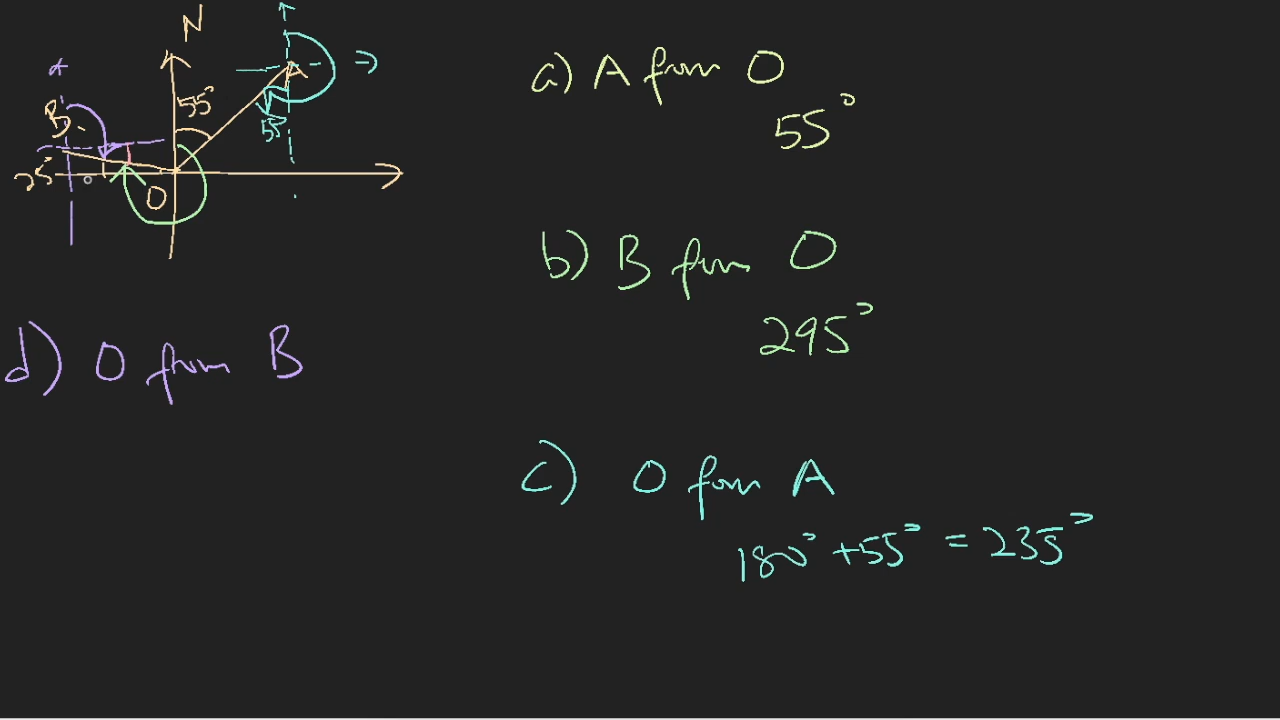 N
A
55°
55°
B
25°
O
a) A from O
55°
b) B from O
295°
d) O from B
c) O from A
180° + 55° = 235°